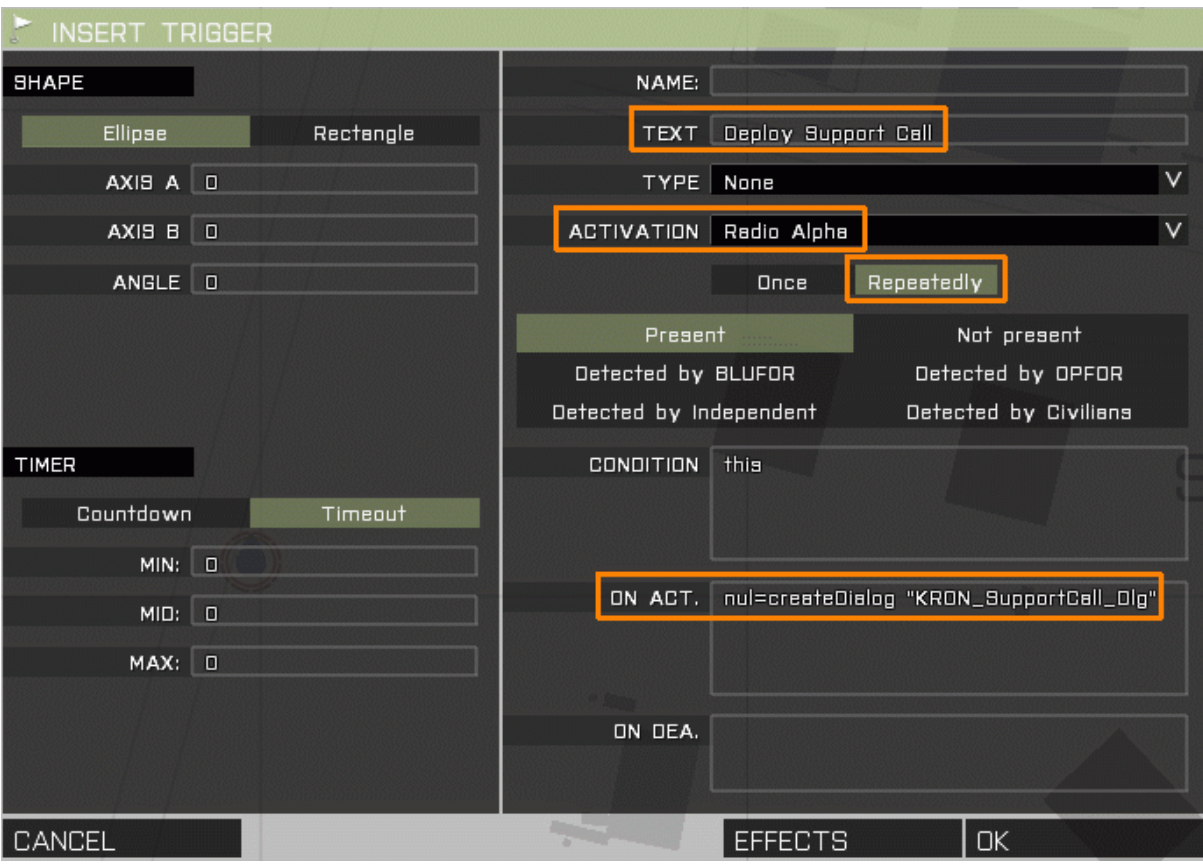 INSERT TRIGGER
SHAPE
Ellipse Rectangle
AXIS A 0
AXIS B 0
ANGLE 0
TIMER
Countdown Timeout
MIN: 0
MID: 0
MAX: 0
NAME:
TEXT Deploy Support Call
TYPE None
ACTIVATION Radio Alpha
Once Repeatedly
Present Not present
Detected by BLUFOR Detected by OPFOR
Detected by Independent Detected by Civilians
CONDITION this
ON ACT. nul=createDialog "KRON_SupportCall_Dlg"
ON DEA.
CANCEL EFFECTS OK